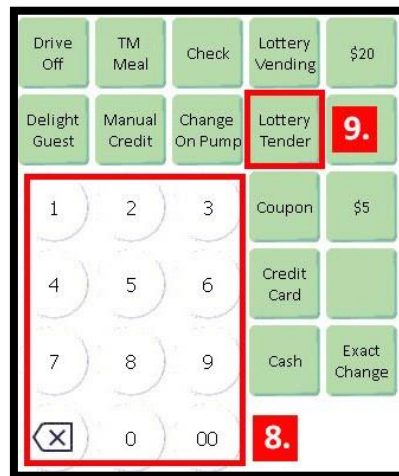 Drive Off
TM Meal
Check
Lottery Vending
$20
Delight Guest
Manual Credit
Change On Pump
Lottery Tender
9.
1
2
3
Coupon
$5
4
5
6
Credit Card
7
8
9
Cash
Exact Change
0
00
8.